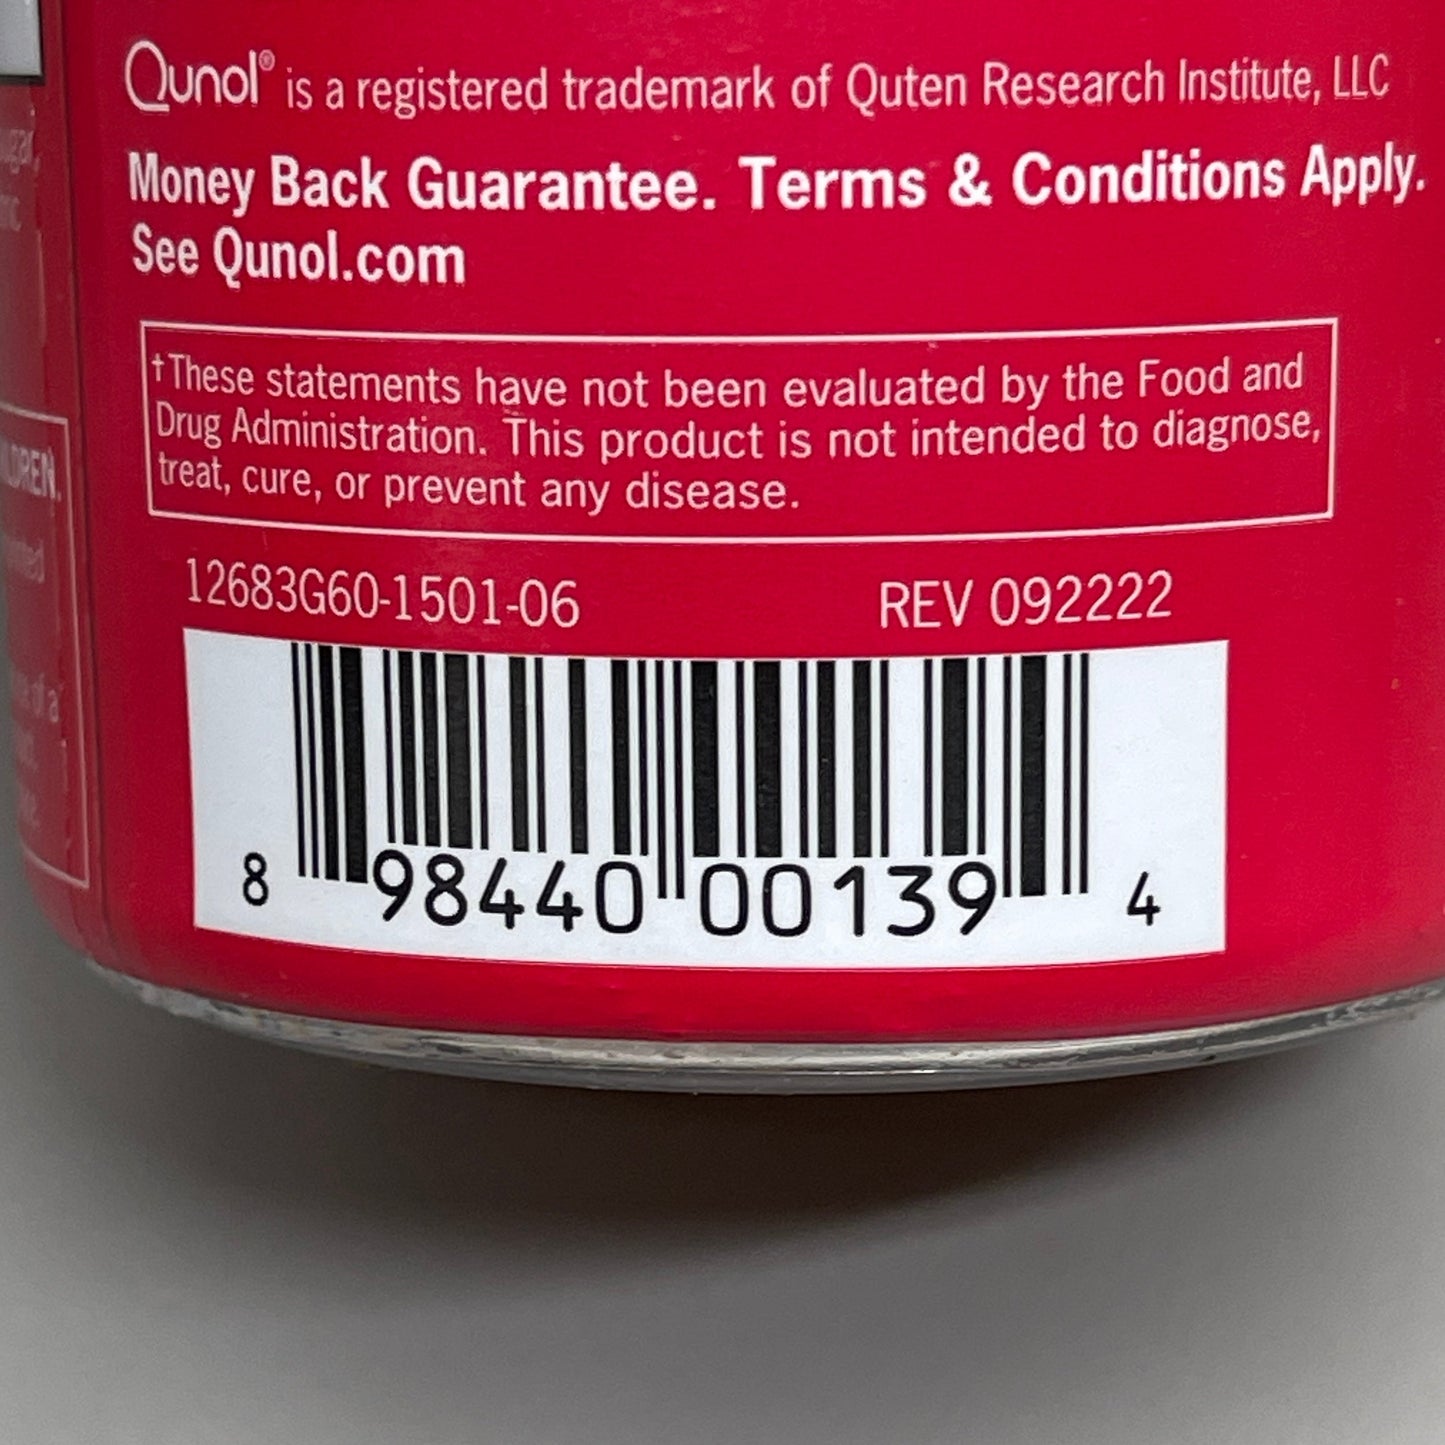 Qunol® is a registered trademark of Quten Research Institute, LLC
Money Back Guarantee. Terms & Conditions Apply.
See Qunol.com
†These statements have not been evaluated by the Food and
Drug Administration. This product is not intended to diagnose,
treat, cure, or prevent any disease.
12683G60-1501-06 REV 092222
8 98440 00139 4